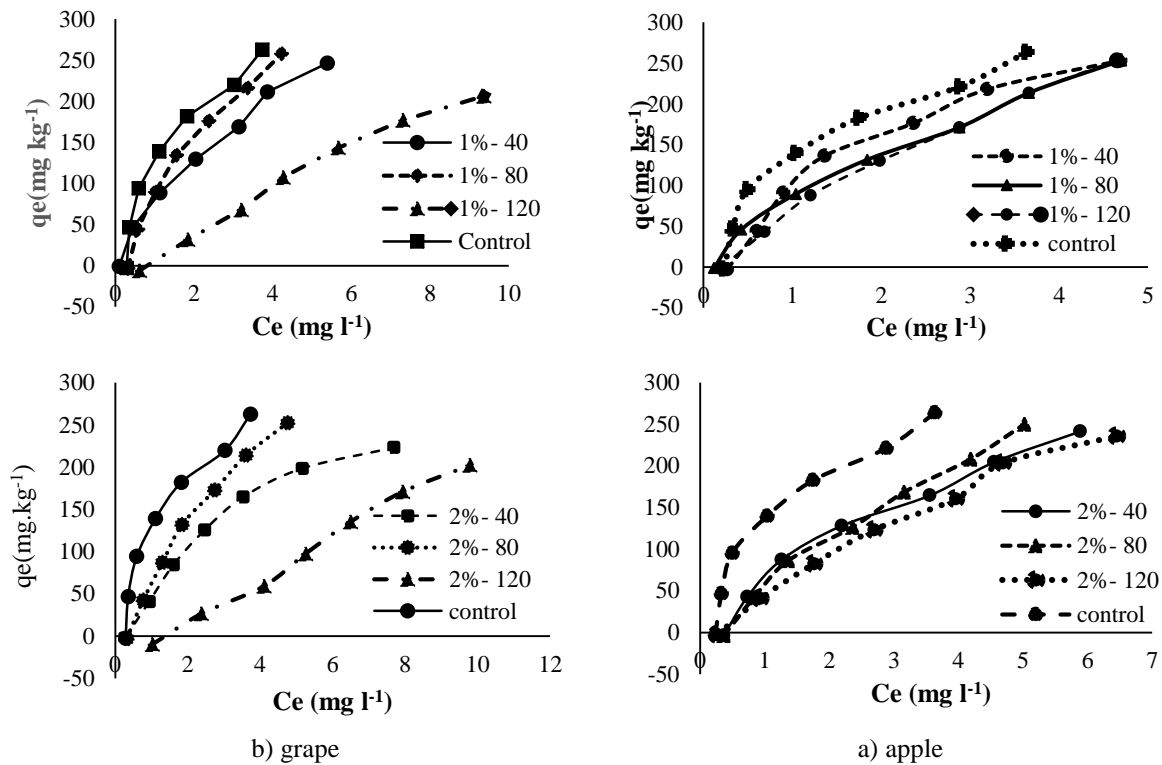 300
250
200
150
100
50
0
-50
qe(mg kg-1)
0 2 4 6 8 10
Ce (mg l-1)
1%- 40
1%- 80
1%- 120
Control
300
250
200
150
100
50
0
-50
qe(mg kg-1)
0 1 2 3 4 5
Ce (mg l-1)
1%- 40
1%- 80
1%- 120
control
300
250
200
150
100
50
0
-50
qe(mg.kg-1)
0 2 4 6 8 10 12
Ce (mg l-1)
2%- 40
2%- 80
2%- 120
control
300
250
200
150
100
50
0
-50
0 1 2 3 4 5 6 7
Ce (mg l-1)
2%- 40
2%- 80
2%- 120
control
b) grape
a) apple